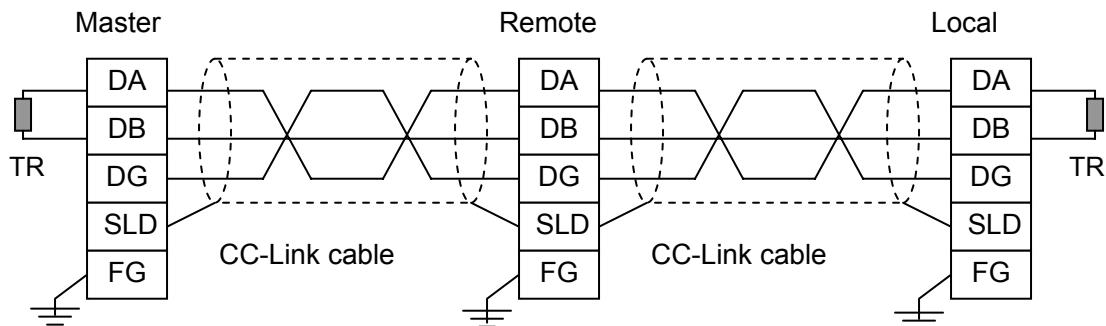 Master Remote Local
DA DA DA
DB DB DB
TR TR
DG DG DG
SLD SLD SLD
CC-Link cable CC-Link cable
FG FG FG